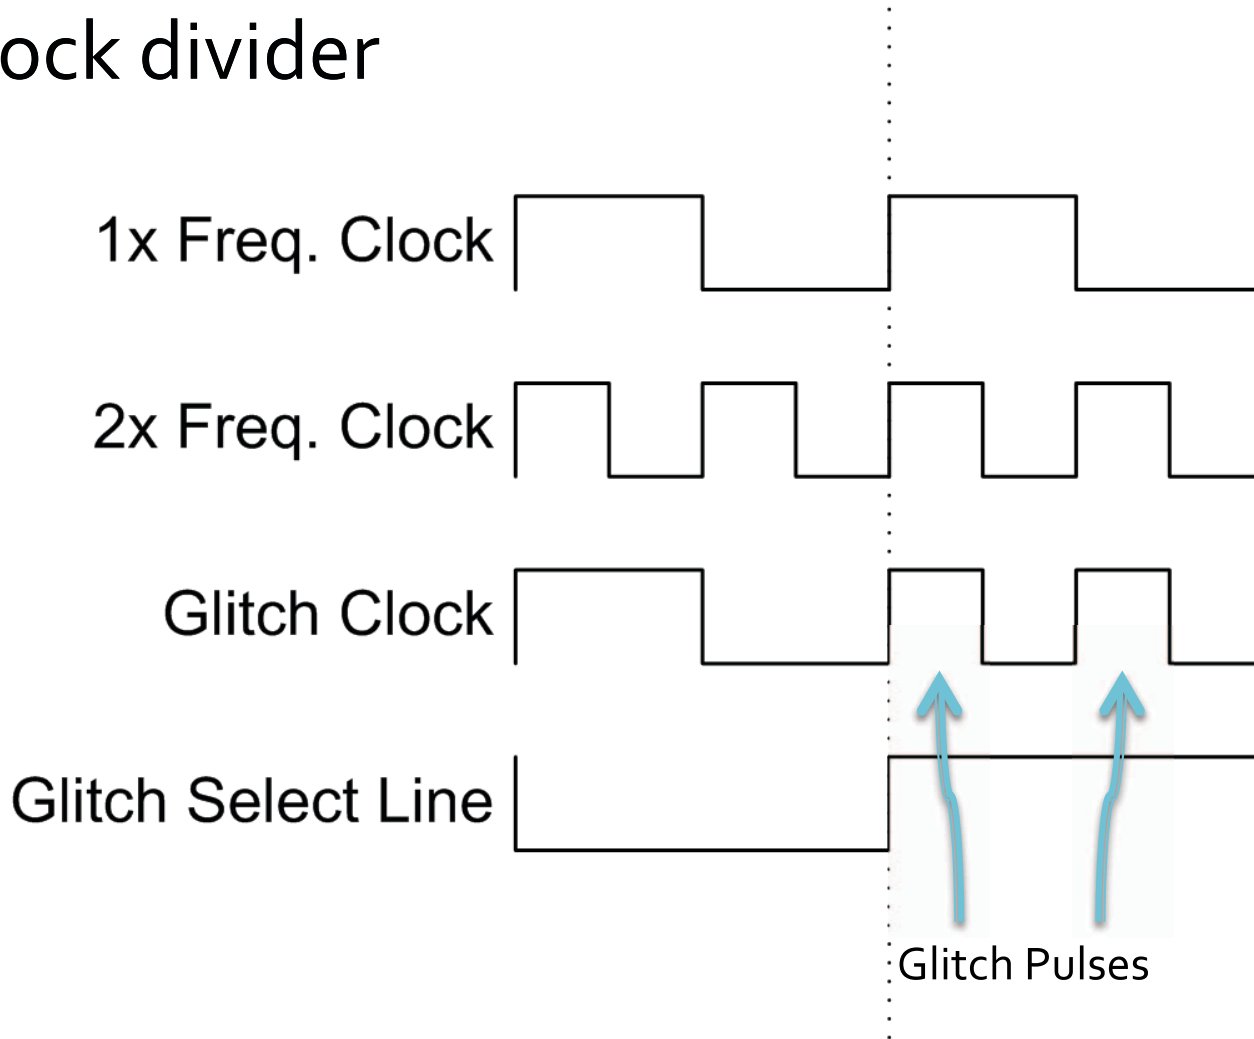 ock divider
1x Freq. Clock
2x Freq. Clock
Glitch Clock
Glitch Select Line
Glitch Pulses